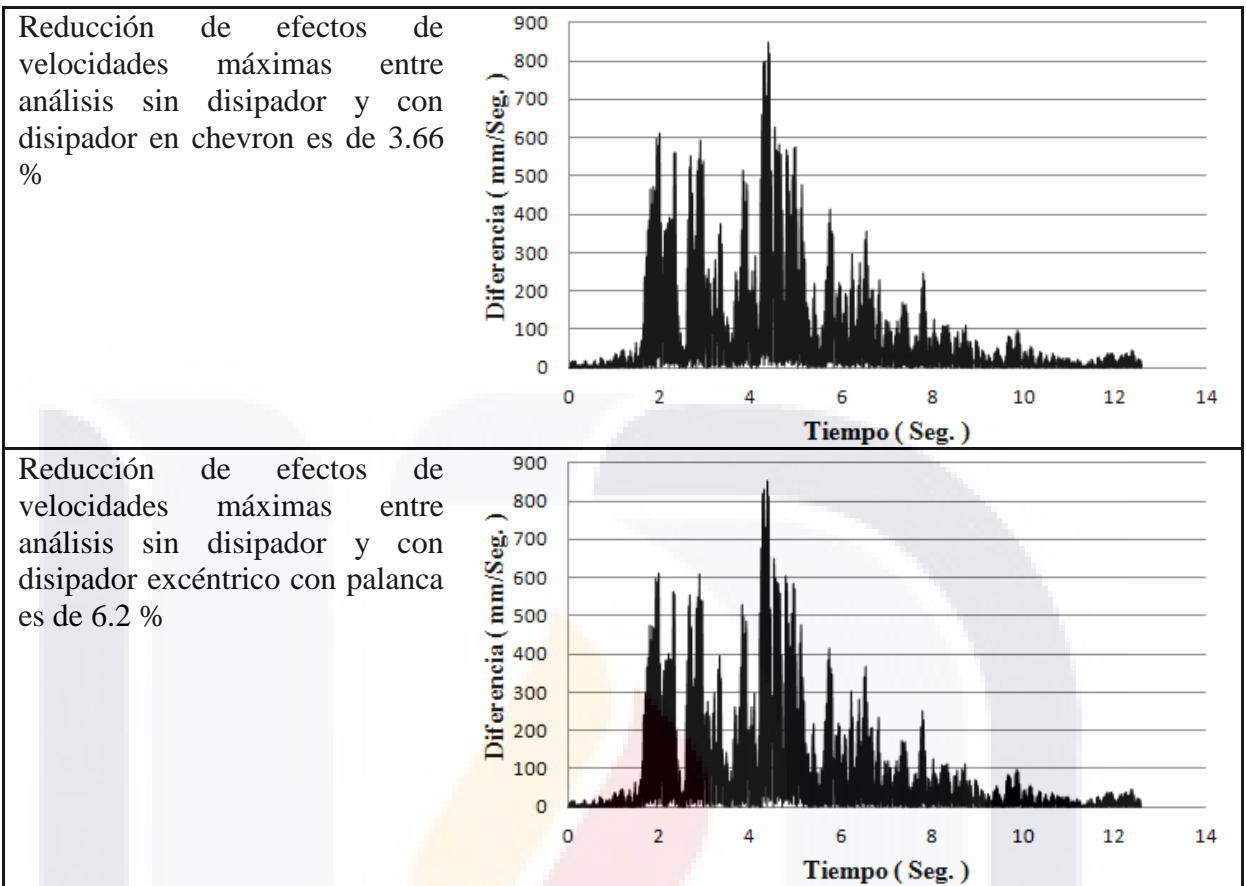 Reducción de efectos de
velocidades máximas entre
análisis sin disipador y con
disipador en chevron es de 3.66
%
900
800
700
600
500
400
300
200
100
0
Diferencia ( mm/Seg. )
0 2 4 6 8 10 12 14
Tiempo ( Seg. )
Reducción de efectos de
velocidades máximas entre
análisis sin disipador y con
disipador excéntrico con palanca
es de 6.2 %
900
800
700
600
500
400
300
200
100
0
Diferencia ( mm/Seg. )
0 2 4 6 8 10 12 14
Tiempo ( Seg. )